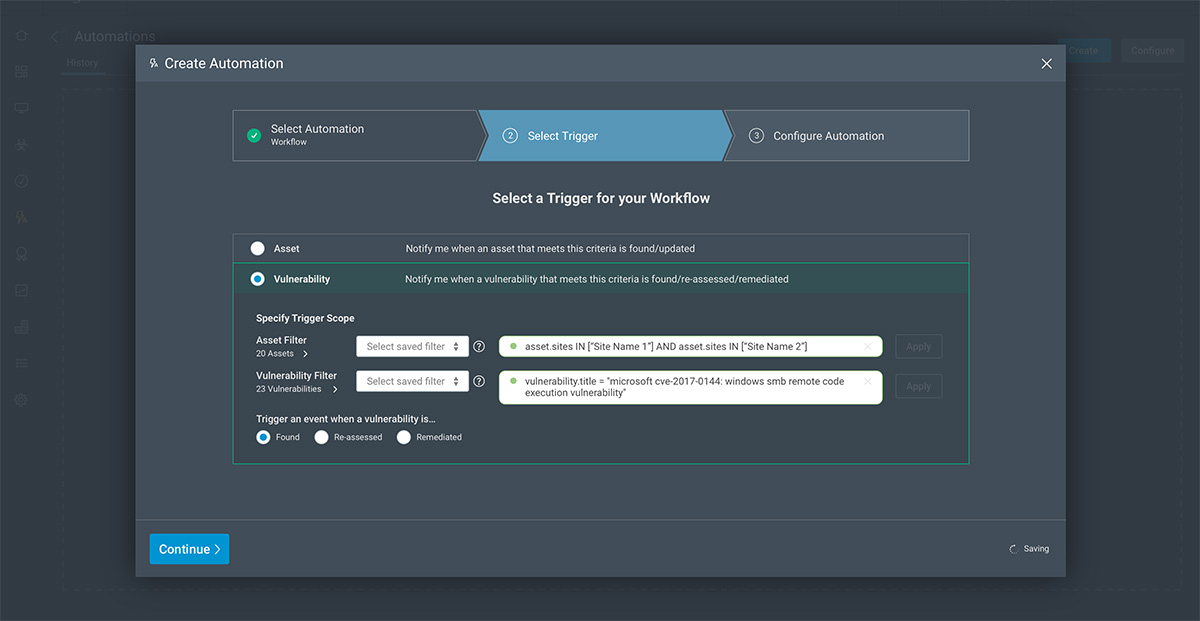 Automations
History
Create
Configure
Create Automation
Select Automation
Workflow
2
Select Trigger
3
Configure Automation
Select a Trigger for your Workflow
Asset
Notify me when an asset that meets this criteria is found/updated
Vulnerability
Notify me when a vulnerability that meets this criteria is found/re-assessed/remediated
Specify Trigger Scope
Asset Filter
20 Assets >
Select saved filter
?
asset.sites IN [“Site Name 1”] AND asset.sites IN [“Site Name 2”]
Apply
Vulnerability Filter
23 Vulnerabilities >
Select saved filter
?
vulnerability.title = "microsoft cve-2017-0144: windows smb remote code
execution vulnerability"
Apply
Trigger an event when a vulnerability is...
Found
Re-assessed
Remediated
Continue >
Saving